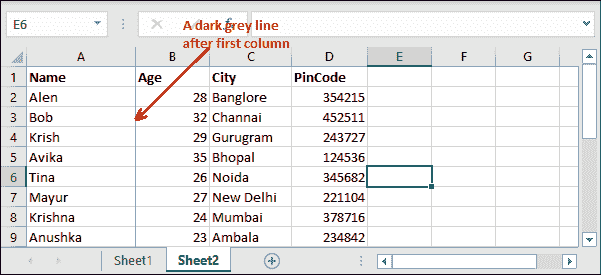 E6
fx
A dark grey line
after first column
A B C D E F G
1 Name Age City PinCode
2 Alen 28 Banglore 354215
3 Bob 32 Channai 452511
4 Krish 29 Gurugram 243727
5 Avika 35 Bhopal 124536
6 Tina 26 Noida 345682
7 Mayur 27 New Delhi 221104
8 Krishna 24 Mumbai 378716
9 Anushka 23 Ambala 234842
Sheet1 Sheet2